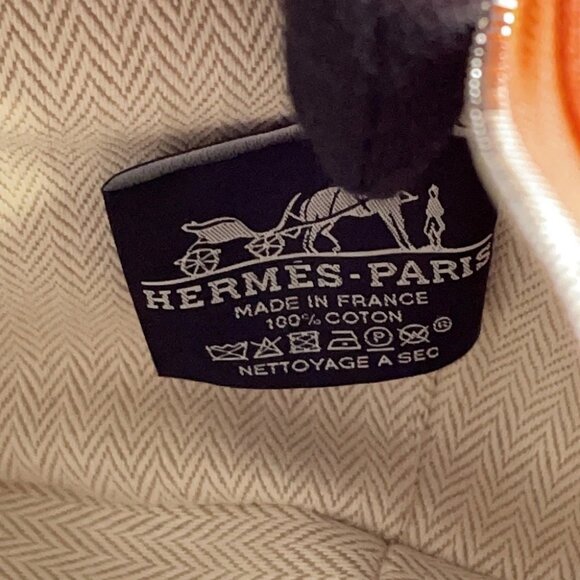 HERMÈS-PARIS
MADE IN FRANCE
100% COTON
P ®
NETTOYAGE A SEC